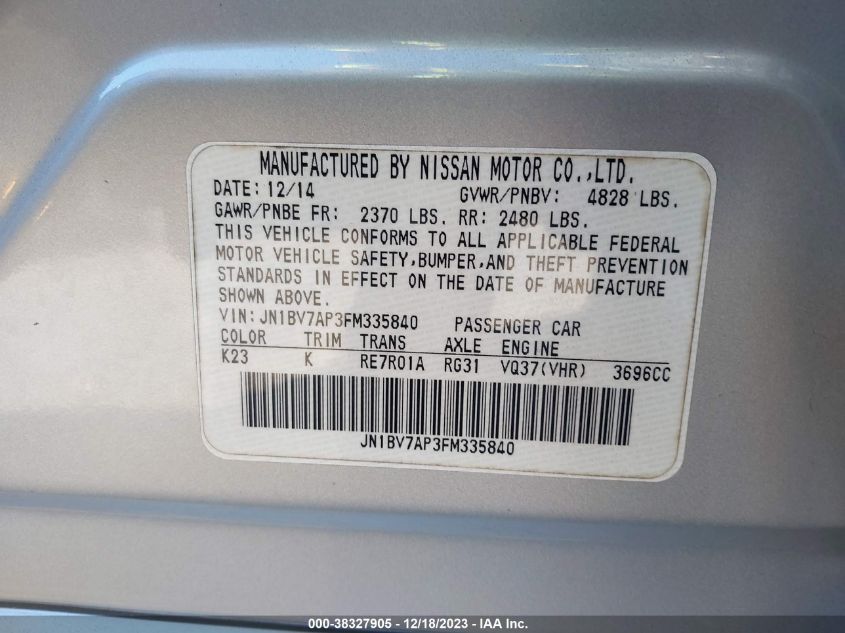 MANUFACTURED BY NISSAN MOTOR CO.,LTD.
DATE: 12/14 GVWR/PNBV: 4828 LBS.
GAWR/PNBE FR: 2370 LBS. RR: 2480 LBS.
THIS VEHICLE CONFORMS TO ALL APPLICABLE FEDERAL
MOTOR VEHICLE SAFETY,BUMPER,AND THEFT PREVENTION
STANDARDS IN EFFECT ON THE DATE OF MANUFACTURE
SHOWN ABOVE.
VIN:JN1BV7AP3FM335840 PASSENGER CAR
COLOR TRIM TRANS AXLE ENGINE
K23 K RE7R01A RG31 VQ37(VHR) 3696CC
JN1BV7AP3FM335840
000-38327905 - 12/18/2023 - IAA Inc.